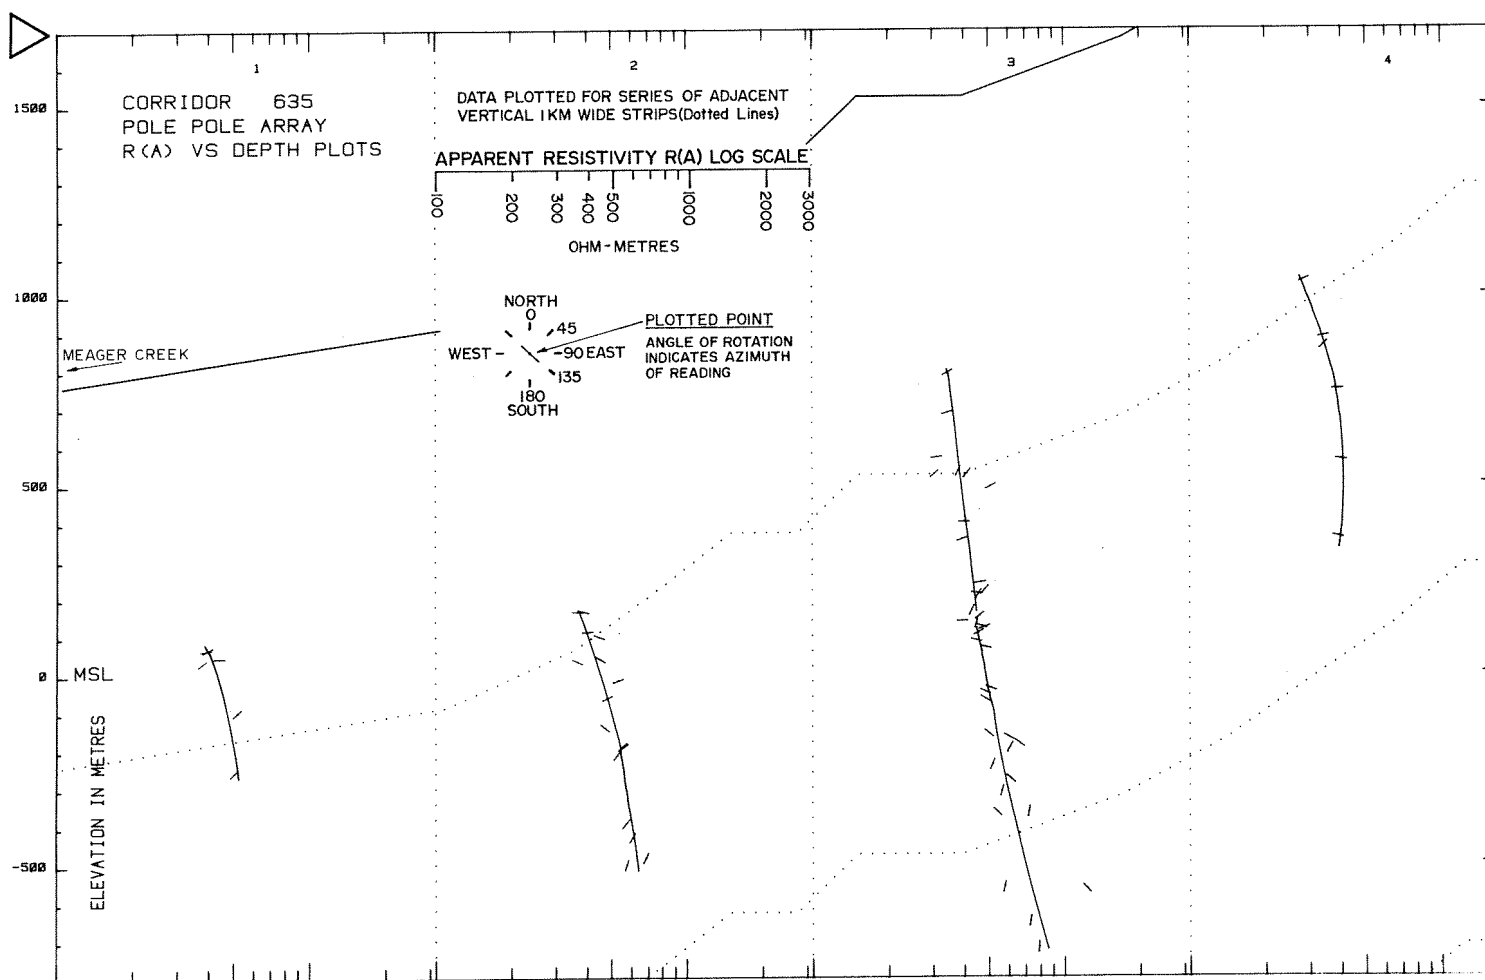 1
2
3
4
CORRIDOR 635
POLE POLE ARRAY
R(A) VS DEPTH PLOTS
DATA PLOTTED FOR SERIES OF ADJACENT
VERTICAL 1KM WIDE STRIPS(Dotted Lines)
APPARENT RESISTIVITY R(A) LOG SCALE
100 200 300 400 500 1000 2000 3000
OHM-METRES
NORTH
0
45
WEST
90 EAST
135
180
SOUTH
PLOTTED POINT
ANGLE OF ROTATION
INDICATES AZIMUTH
OF READING
MEAGER CREEK
1500
1000
500
0
MSL
-500
ELEVATION IN METRES